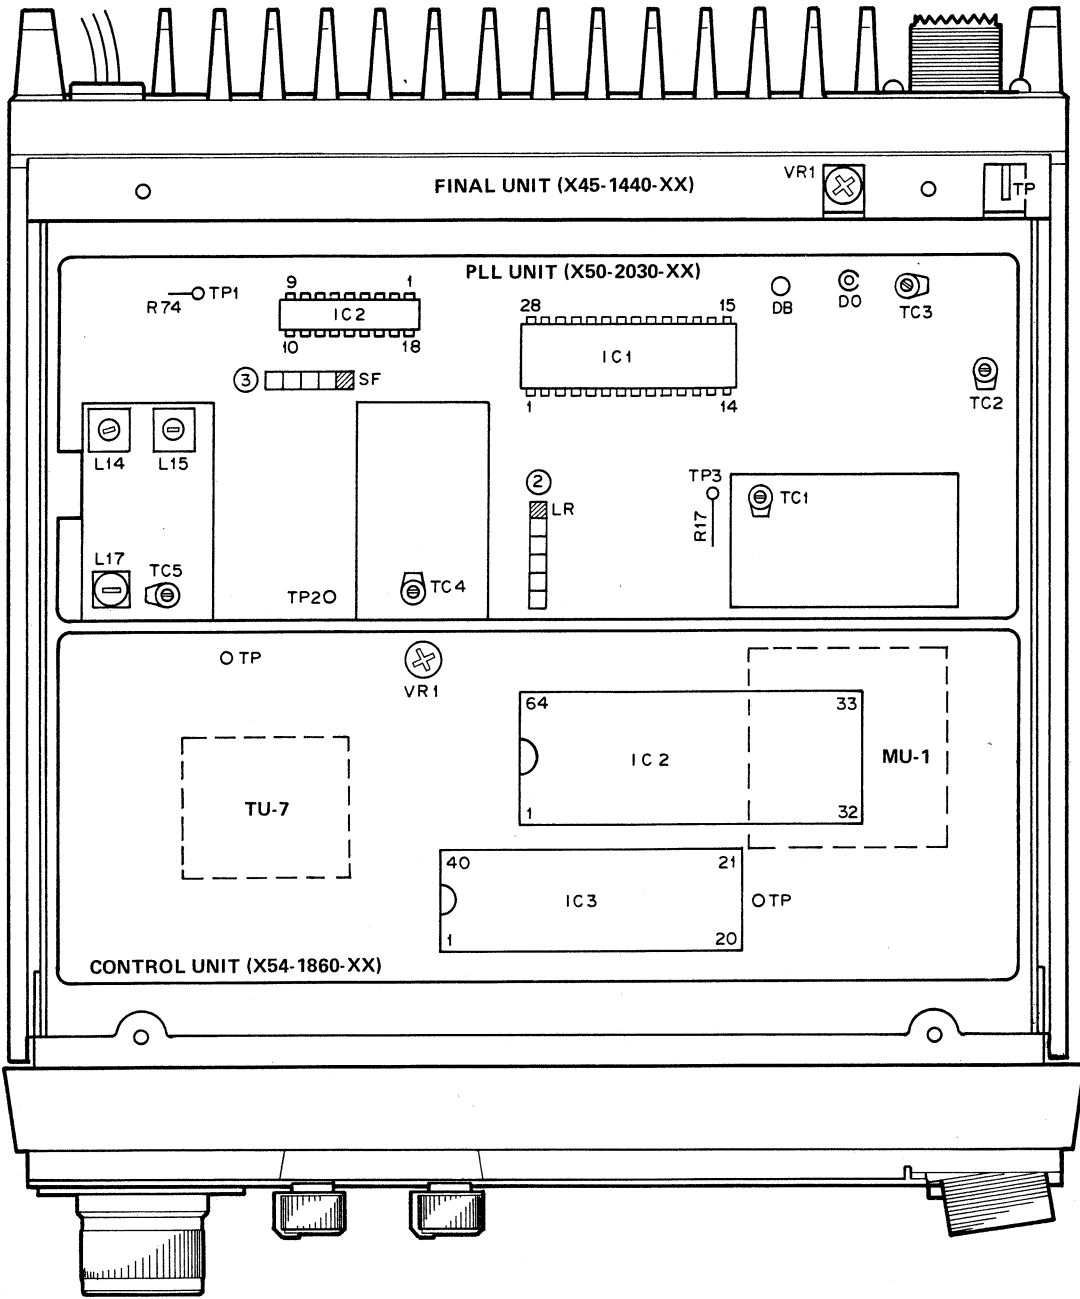 FINAL UNIT (X45-1440-XX)
VR1
TP
PLL UNIT (X50-2030-XX)
R74
TP1
9
1
IC2
10
18
28
15
IC1
1
14
DB
DO
TC3
TC2
3
SF
L14
L15
L17
TC5
TP2
TC4
2
LR
TP3
R17
TC1
TP
VR1
64
33
IC2
1
32
MU-1
TU-7
40
21
IC3
1
20
TP
CONTROL UNIT (X54-1860-XX)